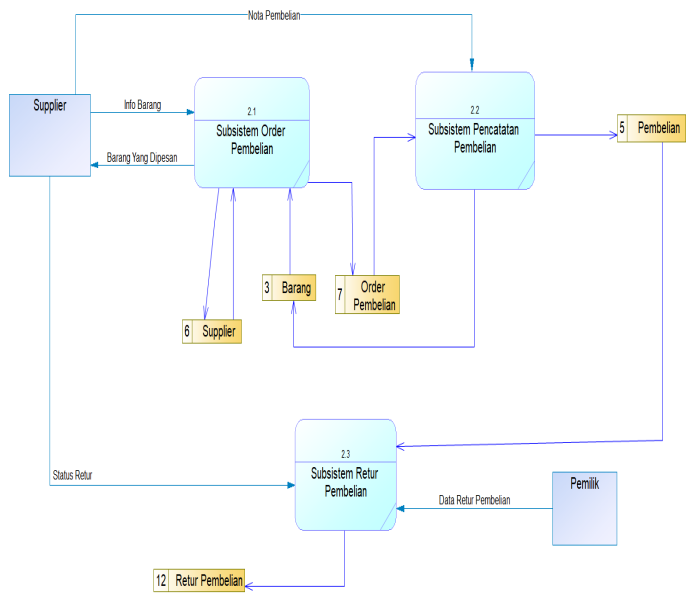 Nota Pembelian
Supplier
Info Barang
2.1
Subsistem Order
Pembelian
2.2
Subsistem Pencatatan
Pembelian
5 Pembelian
Barang Yang Dipesan
3 Barang
7 Order
Pembelian
6 Supplier
2.3
Subsistem Retur
Pembelian
Status Retur
Pemilik
Data Retur Pembelian
12 Retur Pembelian